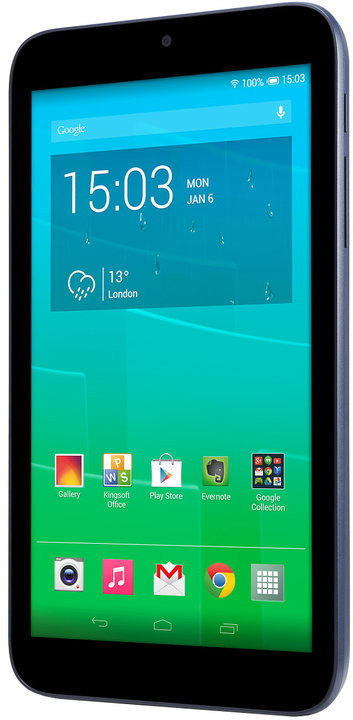 100% 15:03
Google
15:03
MON
JAN 6
13°
London
Gallery
Kingsoft
Office
Play Store
Evernote
Google
Collection